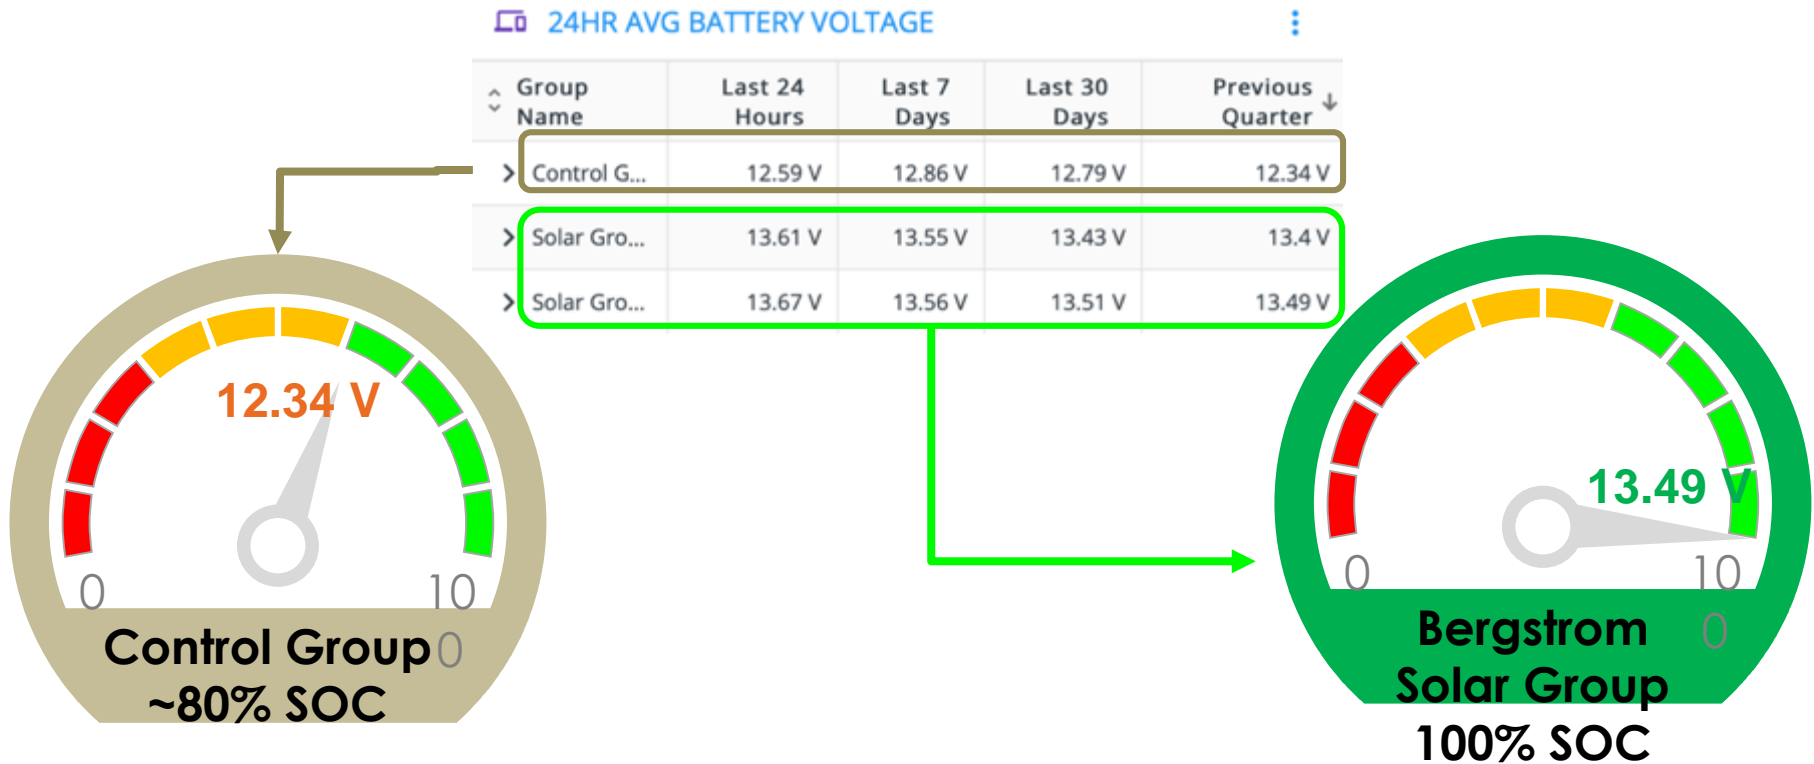 24HR AVG BATTERY VOLTAGE
Group Name Last 24 Hours Last 7 Days Last 30 Days Previous Quarter
Control G... 12.59 V 12.86 V 12.79 V 12.34 V
Solar Gro... 13.61 V 13.55 V 13.43 V 13.4 V
Solar Gro... 13.67 V 13.56 V 13.51 V 13.49 V
12.34 V
0 100
Control Group
~80% SOC
13.49 V
0 100
Bergstrom
Solar Group
100% SOC